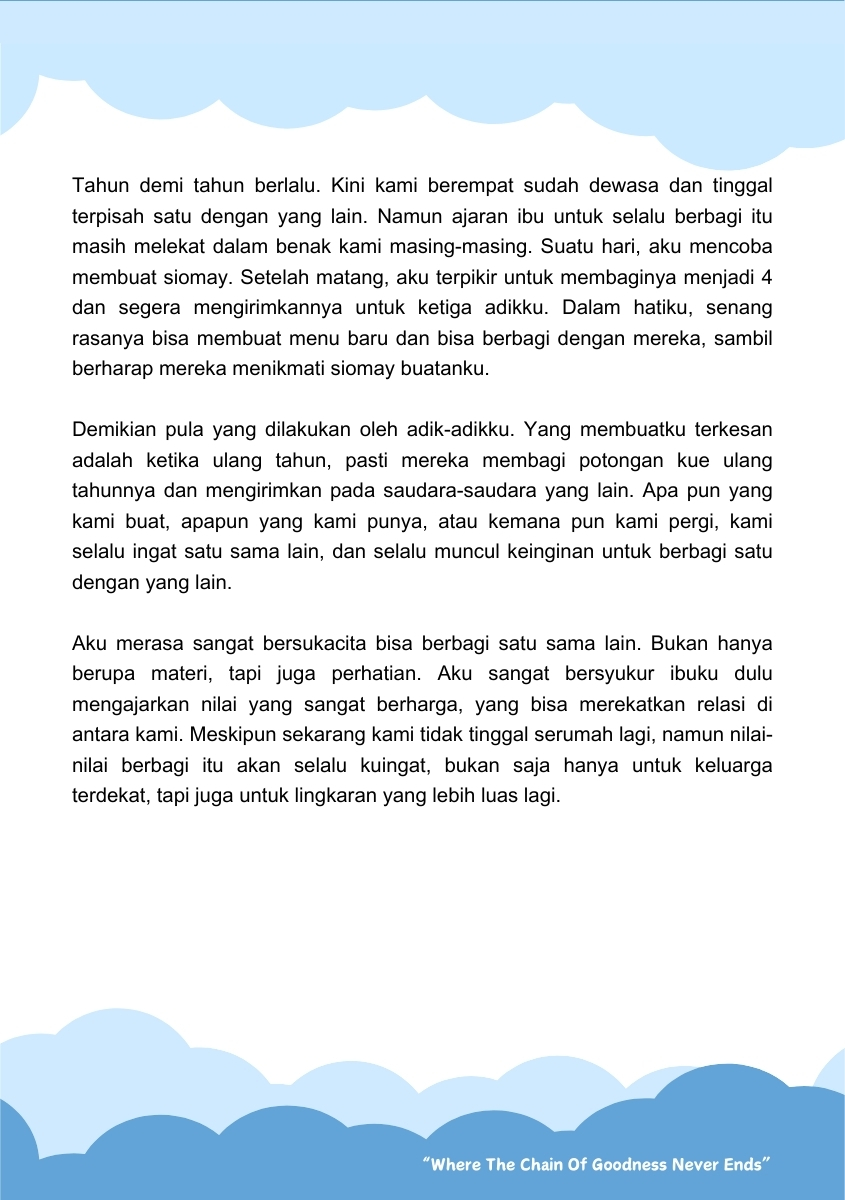 Tahun demi tahun berlalu. Kini kami berempat sudah dewasa dan tinggal
terpisah satu dengan yang lain. Namun ajaran ibu untuk selalu berbagi itu
masih melekat dalam benak kami masing-masing. Suatu hari, aku mencoba
membuat siomay. Setelah matang, aku terpikir untuk membaginya menjadi 4
dan segera mengirimkannya untuk ketiga adikku. Dalam hatiku, senang
rasanya bisa membuat menu baru dan bisa berbagi dengan mereka, sambil
berharap mereka menikmati siomay buatanku.

Demikian pula yang dilakukan oleh adik-adikku. Yang membuatku terkesan
adalah ketika ulang tahun, pasti mereka membagi potongan kue ulang
tahunnya dan mengirimkan pada saudara-saudara yang lain. Apa pun yang
kami buat, apapun yang kami punya, atau kemana pun kami pergi, kami
selalu ingat satu sama lain, dan selalu muncul keinginan untuk berbagi satu
dengan yang lain.

Aku merasa sangat bersukacita bisa berbagi satu sama lain. Bukan hanya
berupa materi, tapi juga perhatian. Aku sangat bersyukur ibuku dulu
mengajarkan nilai yang sangat berharga, yang bisa merekatkan relasi di
antara kami. Meskipun sekarang kami tidak tinggal serumah lagi, namun nilai-
nilai berbagi itu akan selalu kuingat, bukan saja hanya untuk keluarga
terdekat, tapi juga untuk lingkaran yang lebih luas lagi.

“Where The Chain Of Goodness Never Ends”